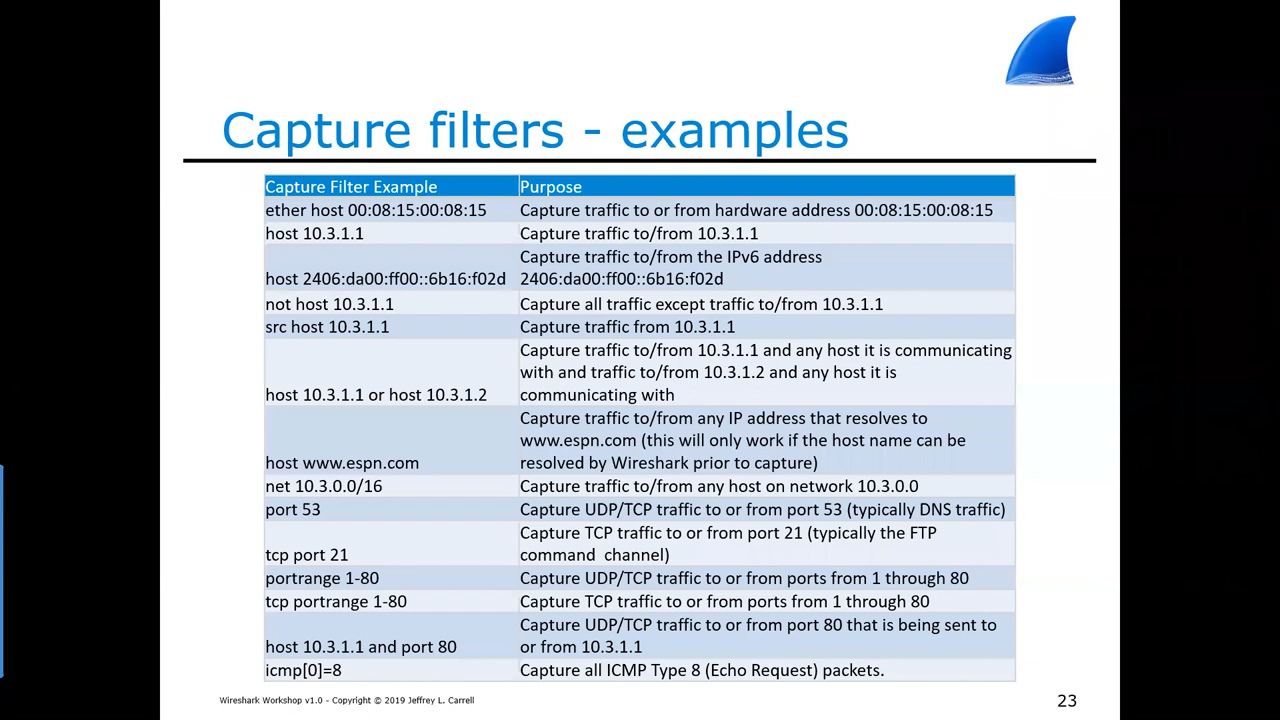 Capture filters - examples
Capture Filter Example Purpose
ether host 00:08:15:00:08:15 Capture traffic to or from hardware address 00:08:15:00:08:15
host 10.3.1.1 Capture traffic to/from 10.3.1.1
Capture traffic to/from the IPv6 address
host 2406:da00:ff00::6b16:f02d 2406:da00:ff00::6b16:f02d
not host 10.3.1.1 Capture all traffic except traffic to/from 10.3.1.1
src host 10.3.1.1 Capture traffic from 10.3.1.1
Capture traffic to/from 10.3.1.1 and any host it is communicating
with and traffic to/from 10.3.1.2 and any host it is
host 10.3.1.1 or host 10.3.1.2 communicating with
Capture traffic to/from any IP address that resolves to
www.espn.com (this will only work if the host name can be
host www.espn.com resolved by Wireshark prior to capture)
net 10.3.0.0/16 Capture traffic to/from any host on network 10.3.0.0
port 53 Capture UDP/TCP traffic to or from port 53 (typically DNS traffic)
Capture TCP traffic to or from port 21 (typically the FTP
tcp port 21 command  channel)
portrange 1-80 Capture UDP/TCP traffic to or from ports from 1 through 80
tcp portrange 1-80 Capture TCP traffic to or from ports from 1 through 80
Capture UDP/TCP traffic to or from port 80 that is being sent to
host 10.3.1.1 and port 80 or from 10.3.1.1
icmp[0]=8 Capture all ICMP Type 8 (Echo Request) packets.
Wireshark Workshop v1.0 - Copyright © 2019 Jeffrey L. Carrell 23